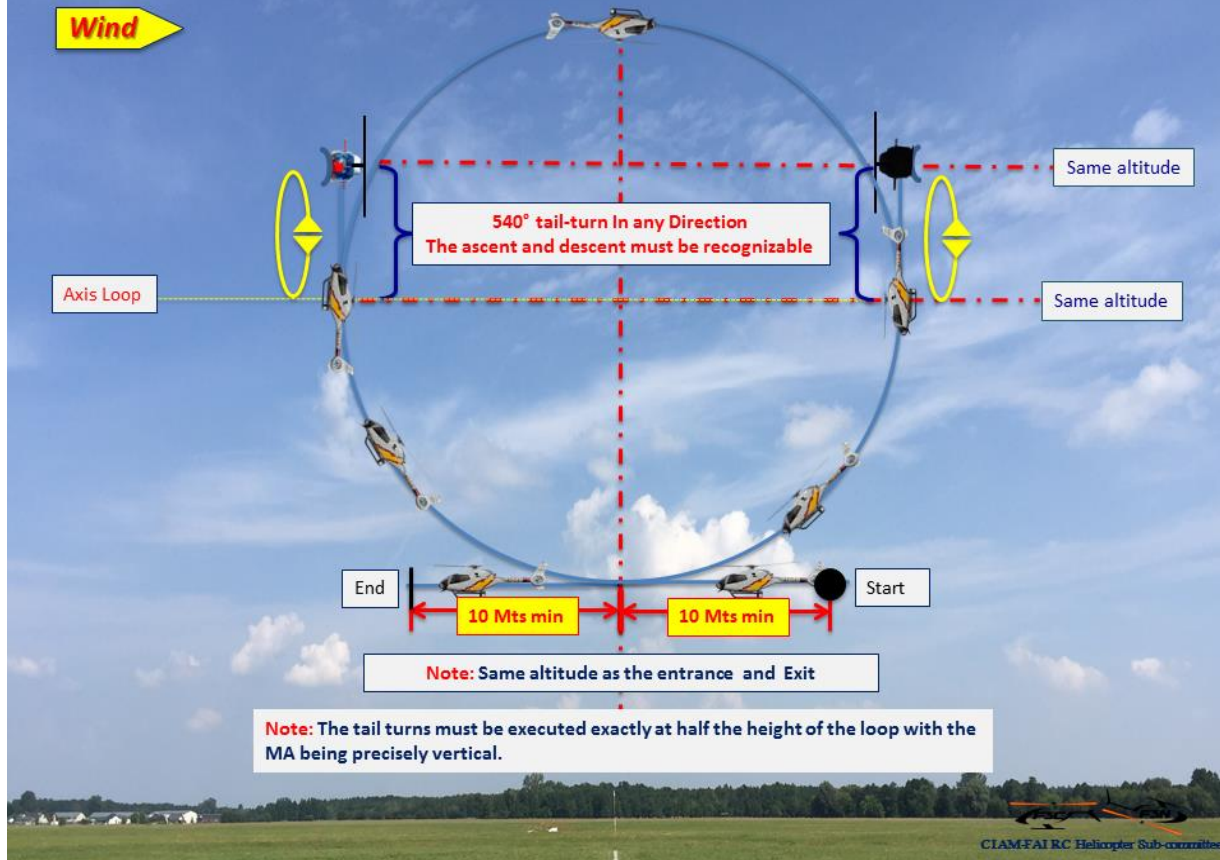 Wind
Same altitude
540° tail-turn In any Direction
The ascent and descent must be recognizable
Axis Loop
Same altitude
End
Start
10 Mts min
10 Mts min
Note: Same altitude as the entrance and Exit
Note: The tail turns must be executed exactly at half the height of the loop with the
MA being precisely vertical.
CIAM-FAI RC Helicopter Sub-committee